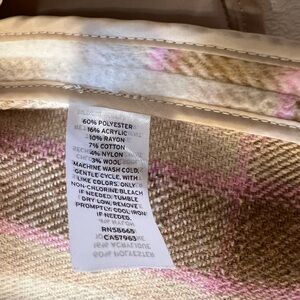 60% POLYESTER
16% ACRYLIC
10% RAYON
7% COTTON
4% NYLON
3% WOOL
MACHINE WASH COLD,
GENTLE CYCLE, WITH
LIKE COLORS. ONLY
NON-CHLORINE BLEACH
IF NEEDED. TUMBLE
DRY LOW, REMOVE
PROMPTLY, COOL IRON
IF NEEDED.
RN58665
CA57963